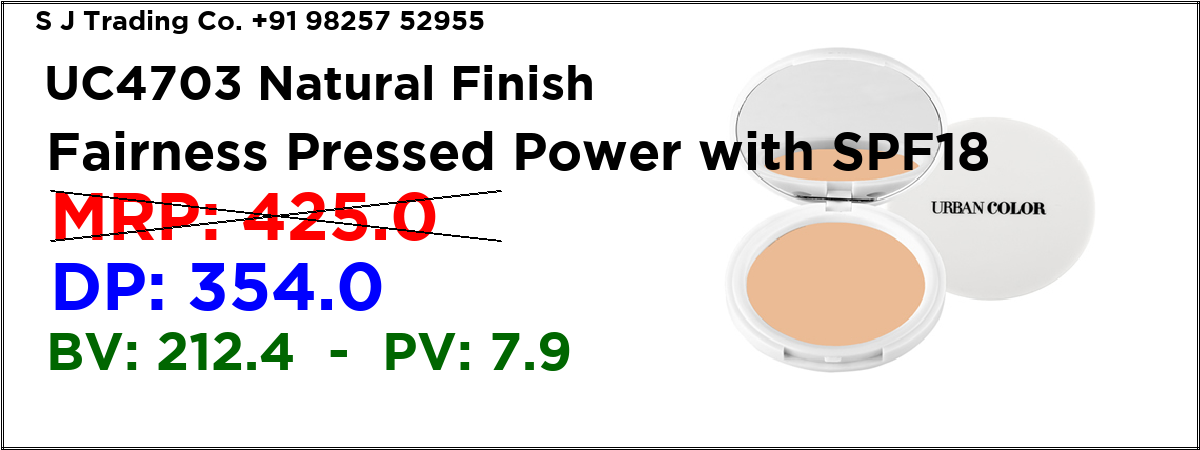 S J Trading Co. +91 98257 52955
UC4703 Natural Finish
Fairness Pressed Power with SPF18
MRP: 425.0
URBAN COLOR
DP: 354.0
BV: 212.4 - PV: 7.9